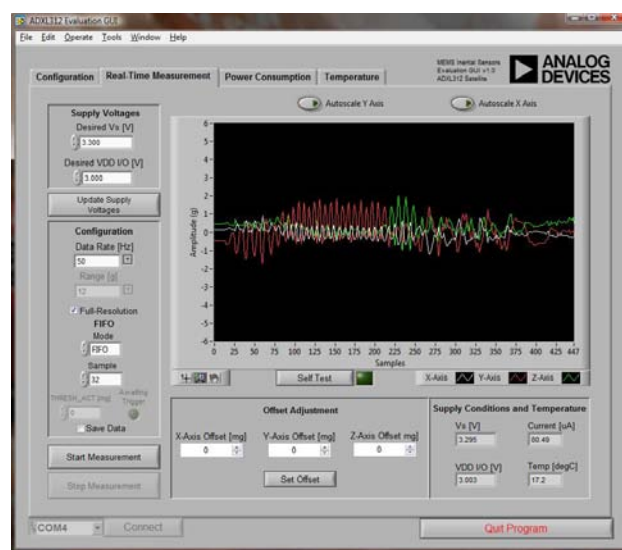 ADXL312 Evaluation GUI
File Edit Operate Tools Window Help
MEMS Inertial Sensors
Evaluation GUI v1.0
ADXL312 Satellite
ANALOG
DEVICES
Configuration Real-Time Measurement Power Consumption Temperature
Autoscale Y Axis Autoscale X Axis
Supply Voltages
Desired Vs [V]
3.300
Desired VDD I/O [V]
3.000
Update Supply
Voltages
Configuration
Data Rate [Hz]
50
Range [g]
12
Full-Resolution
FIFO
Mode
FIFO
Sample
32
THRESH_ACT [mg] Awaiting
Trigger
0
Save Data
Start Measurement
Stop Measurement
Amplitude (g)
6
5
4
3
2
1
0
-1
-2
-3
-4
-5
-6
0 25 50 75 100 125 150 175 200 225 250 275 300 325 350 375 400 425 447
Samples
Self Test
X-Axis Y-Axis Z-Axis
Offset Adjustment
X-Axis Offset [mg] Y-Axis Offset [mg] Z-Axis Offset mg]
0 0 0
Set Offset
Supply Conditions and Temperature
Vs [V] Current [uA]
3.295 80.49
VDD I/O [V] Temp [degC]
3.003 17.2
COM4 Connect Quit Program